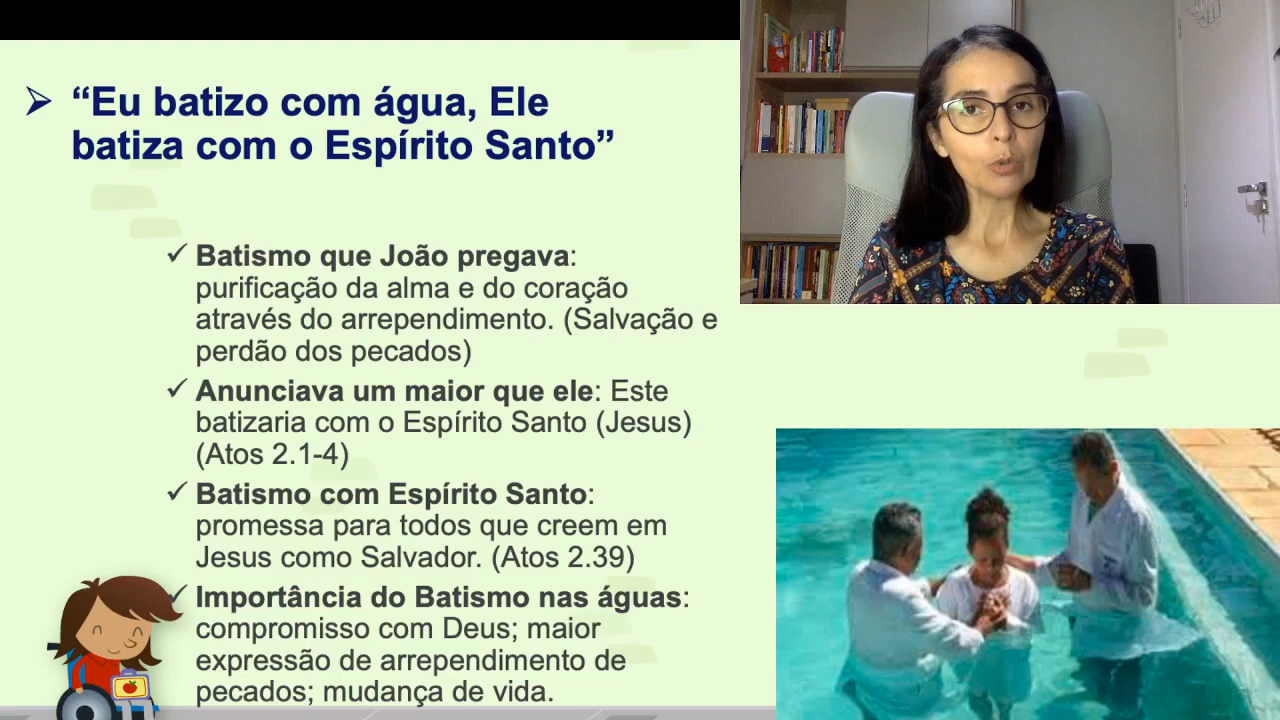 “Eu batizo com água, Ele
batiza com o Espírito Santo”
Batismo que João pregava:
purificação da alma e do coração
através do arrependimento. (Salvação e
perdão dos pecados)
Anunciava um maior que ele: Este
batizaria com o Espírito Santo (Jesus)
(Atos 2.1-4)
Batismo com Espírito Santo:
promessa para todos que creem em
Jesus como Salvador. (Atos 2.39)
Importância do Batismo nas águas:
compromisso com Deus; maior
expressão de arrependimento de
pecados; mudança de vida.